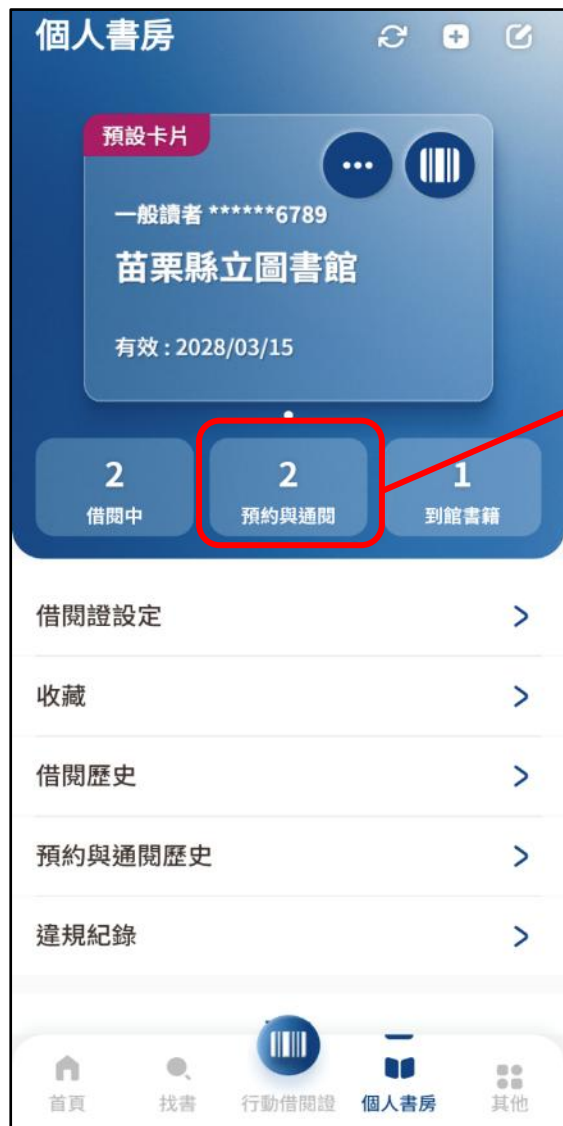 個人書房
預設卡片
一般讀者 ******6789
苗栗縣立圖書館
有效 : 2028/03/15
2 2 1
借閱中 預約與通閱 到館書籍
借閱證設定
收藏
借閱歷史
預約與通閱歷史
違規紀錄
首頁 找書 行動借閱證 個人書房 其他